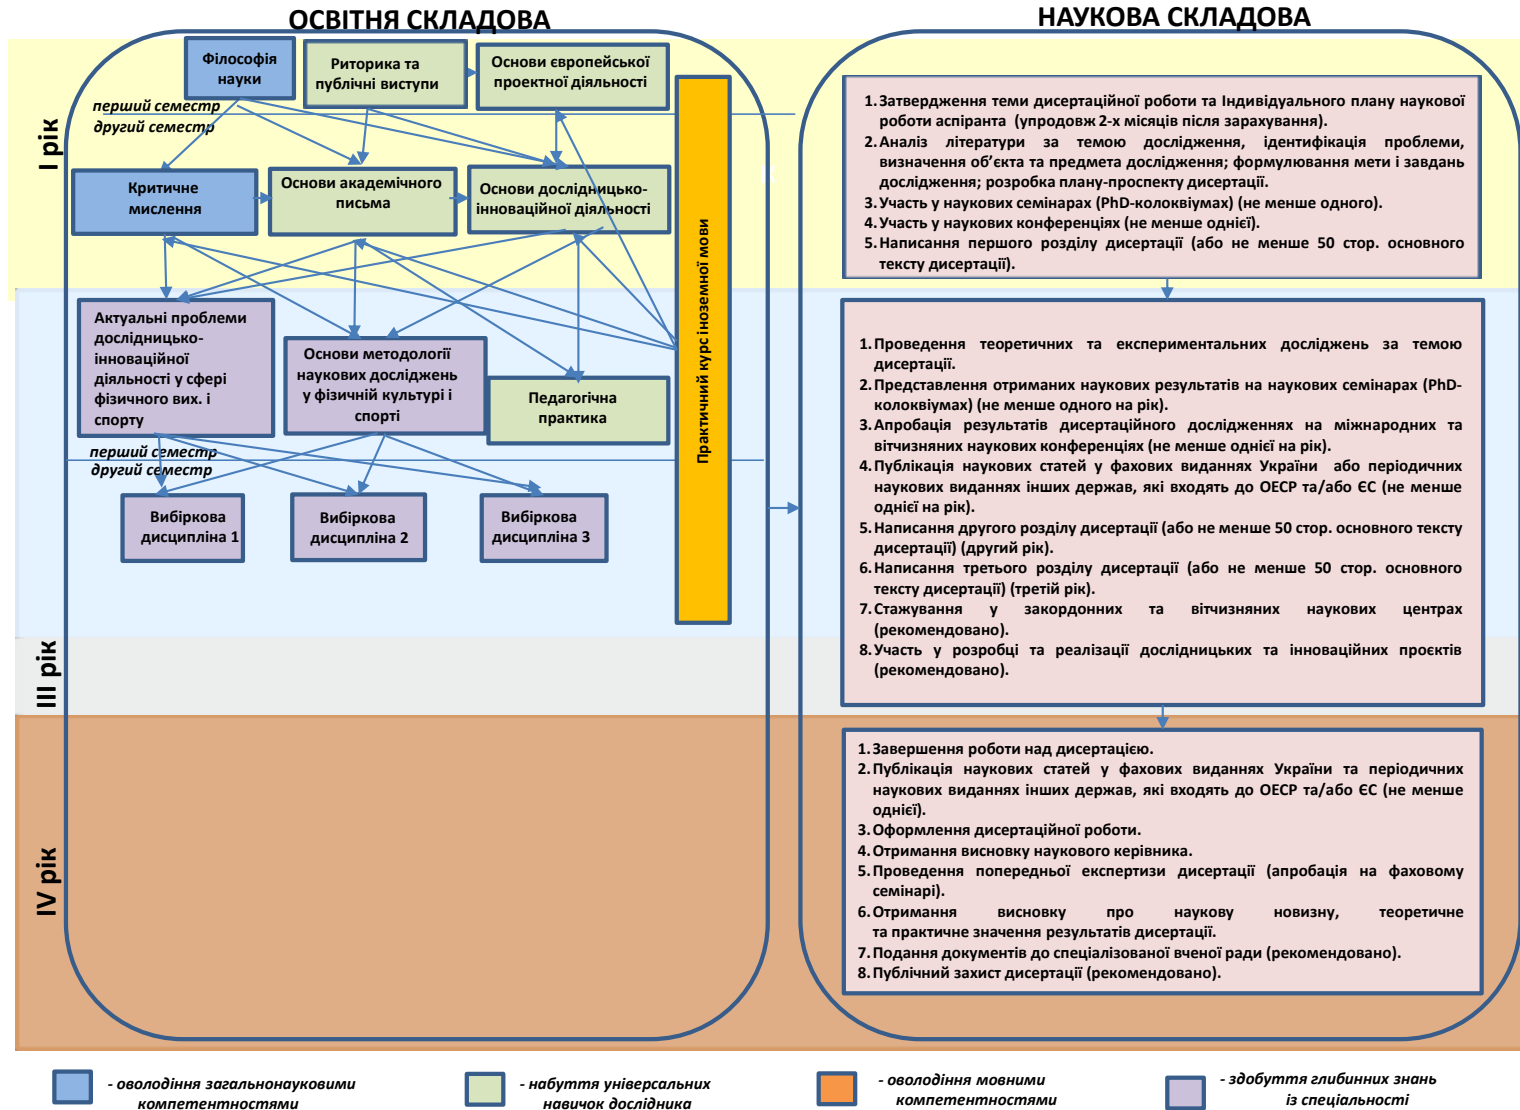 ОСВІТНЯ СКЛАДОВА
НАУКОВА СКЛАДОВА
І рік
Філософія
науки
Риторика та
публічні виступи
Основи європейської
проектної діяльності
перший семестр
другий семестр
Критичне
мислення
Основи академічного
письма
Основи дослідницько-
інноваційної діяльності
Практичний курс іноземної мови
Актуальні проблеми
дослідницько-
інноваційної
діяльності у сфері
фізичного вих. і
спорту
Основи методології
наукових досліджень
у фізичній культурі і
спорті
Педагогічна
практика
перший семестр
другий семестр
Вибіркова
дисципліна 1
Вибіркова
дисципліна 2
Вибіркова
дисципліна 3
ІІІ рік
IV рік
1. Затвердження теми дисертаційної роботи та Індивідуального плану наукової
роботи аспіранта (упродовж 2-х місяців після зарахування).
2. Аналіз літератури за темою дослідження, ідентифікація проблеми,
визначення об'єкта та предмета дослідження; формулювання мети і завдань
дослідження; розробка плану-проспекту дисертації.
3. Участь у наукових семінарах (PhD-колоквіумах) (не менше одного).
4. Участь у наукових конференціях (не менше однієї).
5. Написання першого розділу дисертації (або не менше 50 стор. основного
тексту дисертації).
1. Проведення теоретичних та експериментальних досліджень за темою
дисертації.
2. Представлення отриманих наукових результатів на наукових семінарах (PhD-
колоквіумах) (не менше одного на рік).
3. Апробація результатів дисертаційного дослідженнях на міжнародних та
вітчизняних наукових конференціях (не менше однієї на рік).
4. Публікація наукових статей у фахових виданнях України або періодичних
наукових виданнях інших держав, які входять до ОЕСР та/або ЄС (не менше
однієї на рік).
5. Написання другого розділу дисертації (або не менше 50 стор. основного тексту
дисертації) (другий рік).
6. Написання третього розділу дисертації (або не менше 50 стор. основного
тексту дисертації) (третій рік).
7. Стажування у закордонних та вітчизняних наукових центрах
(рекомендовано).
8. Участь у розробці та реалізації дослідницьких та інноваційних проєктів
(рекомендовано).
1. Завершення роботи над дисертацією.
2. Публікація наукових статей у фахових виданнях України та періодичних
наукових виданнях інших держав, які входять до ОЕСР та/або ЄС (не менше
однієї).
3. Оформлення дисертаційної роботи.
4. Отримання висновку наукового керівника.
5. Проведення попередньої експертизи дисертації (апробація на фаховому
семінарі).
6. Отримання висновку про наукову новизну, теоретичне
та практичне значення результатів дисертації.
7. Подання документів до спеціалізованої вченої ради (рекомендовано).
8. Публічний захист дисертації (рекомендовано).
- оволодіння загальнонауковими
компетентностями
- набуття універсальних
навичок дослідника
- оволодіння мовними
компетентностями
- здобуття глибинних знань
із спеціальності